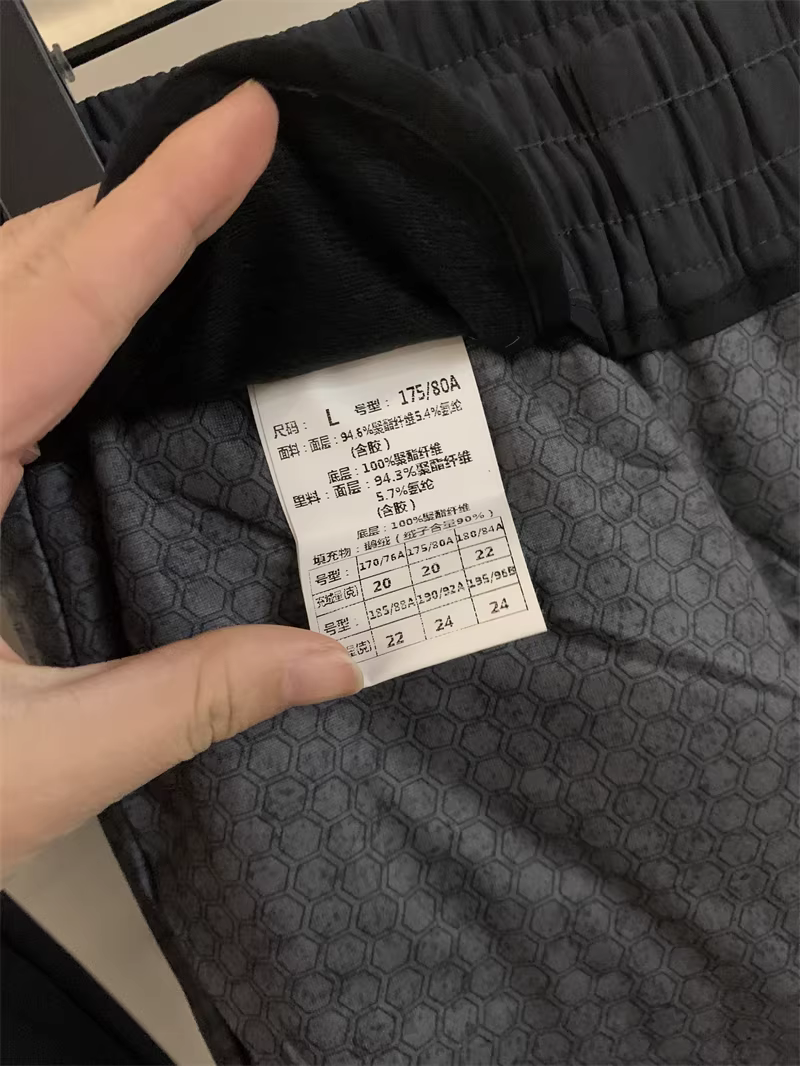 尺码： L 号型： 175/80A
面料：面层：94.6%聚酯纤维5.4%氨纶
(含胶)
底层：100%聚酯纤维
里料：面层：94.3%聚酯纤维
5.7%氨纶
(含胶)
底层：100%聚酯纤维
填充物：鹅绒（绒子含量90%）
号型： 170/76A 175/80A 180/84A
充绒量(克) 20 20 22
号型： 185/88A 190/92A 195/96B
量(克) 22 24 24